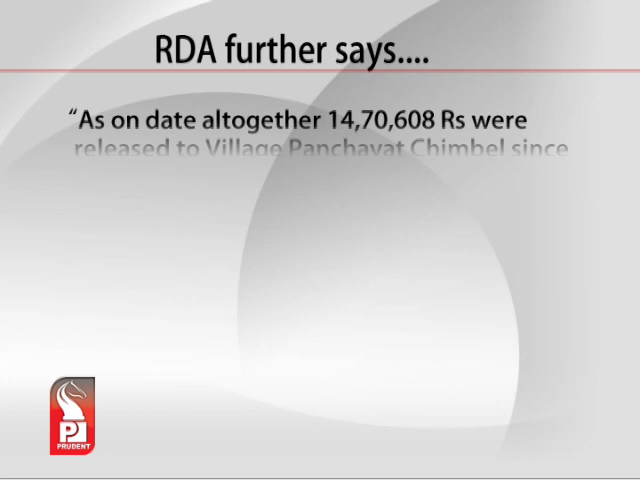 RDA further says....
“As on date altogether 14,70,608 Rs were
released to Village Panchayat Chimbel since
PRUDENT